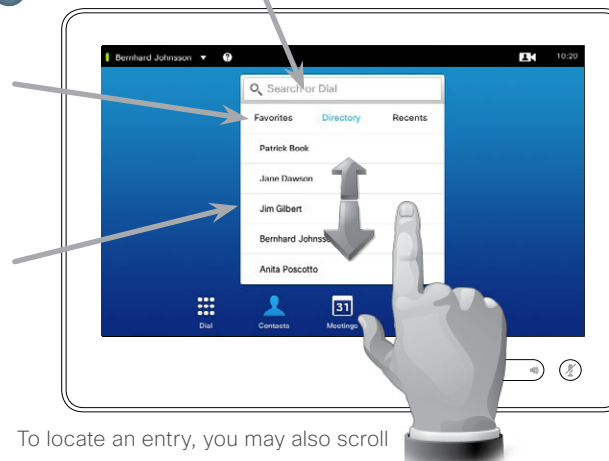 Bernhard Johnsson ▼ ? 10:20
Search or Dial
Favorites Directory Recents
Patrick Book
Jane Dawson
Jim Gilbert
Bernhard Johnsson
Anita Poscotto
31
Dial Contacts Meetings
To locate an entry, you may also scroll